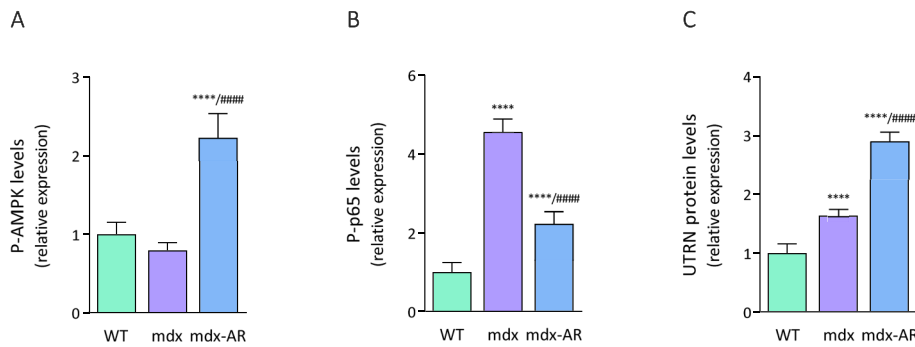 A
P-AMPK levels
(relative expression)
3
2
1
0
****/####
WT mdx mdx-AR
B
P-p65 levels
(relative expression)
6
4
2
0
****
****/####
WT mdx mdx-AR
C
UTRN protein levels
(relative expression)
4
3
2
1
0
****
****/####
WT mdx mdx-AR